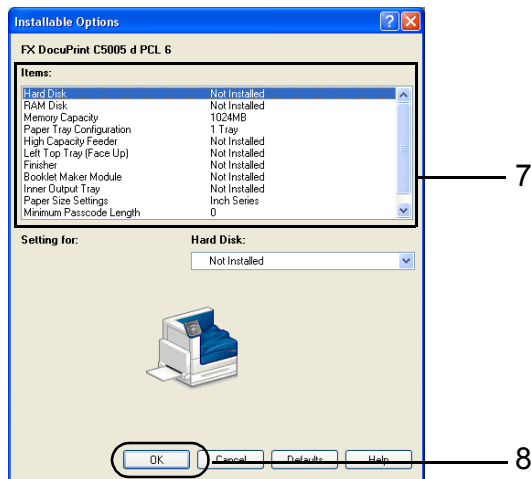 Installable Options
FX DocuPrint C5005 d PCL 6
Items:
Hard Disk Not Installed
RAM Disk Not Installed
Memory Capacity 1024MB
Paper Tray Configuration 1 Tray
High Capacity Feeder Not Installed
Left Top Tray (Face Up) Not Installed
Finisher Not Installed
Booklet Maker Module Not Installed
Inner Output Tray Not Installed
Paper Size Settings Inch Series
Minimum Passcode Length 0
7
Setting for: Hard Disk:
Not Installed
OK Cancel Defaults Help
8